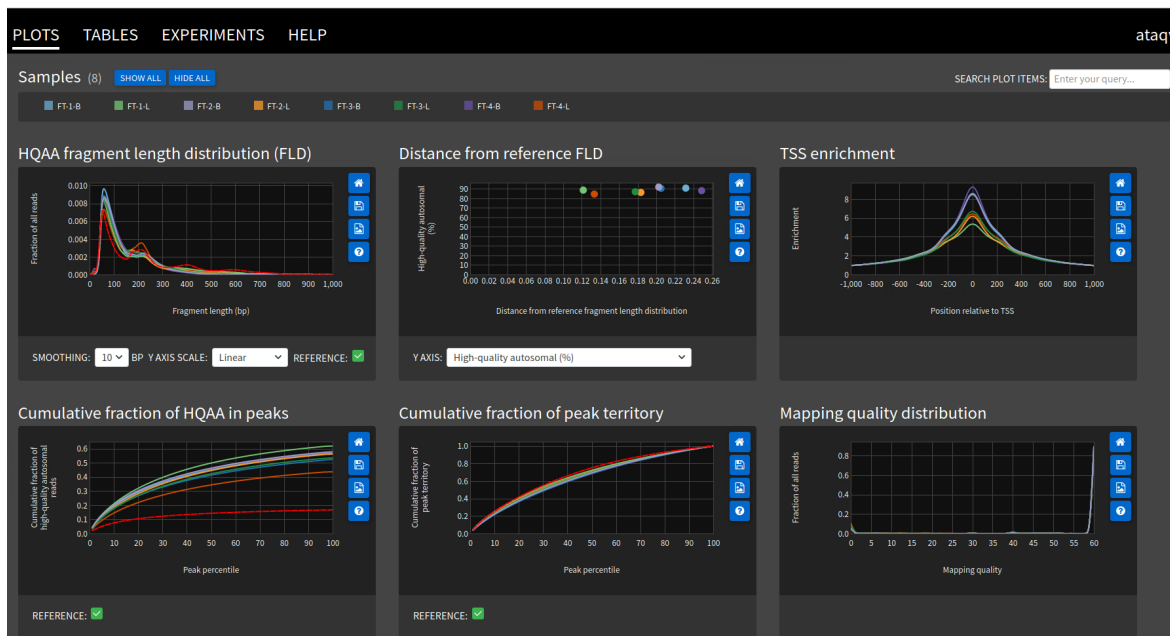 PLOTS TABLES EXPERIMENTS HELP ataqv
Samples (8) SHOW ALL HIDE ALL SEARCH PLOT ITEMS: Enter your query...
FT-1-B FT-1-L FT-2-B FT-2-L FT-3-B FT-3-L FT-4-B FT-4-L
HQAA fragment length distribution (FLD)
0.010
0.008
0.006
0.004
0.002
0.000
Fraction of all reads
0 100 200 300 400 500 600 700 800 900 1,000
Fragment length (bp)
SMOOTHING: 10 BP Y AXIS SCALE: Linear REFERENCE:
Distance from reference FLD
90
80
70
60
50
40
30
20
10
0
High-quality autosomal
(%)
0.00 0.02 0.04 0.06 0.08 0.10 0.12 0.14 0.16 0.18 0.20 0.22 0.24 0.26
Distance from reference fragment length distribution
Y AXIS: High-quality autosomal (%)
TSS enrichment
8
6
4
2
0
Enrichment
-1,000 -800 -600 -400 -200 0 200 400 600 800 1,000
Position relative to TSS
Cumulative fraction of HQAA in peaks
0.6
0.5
0.4
0.3
0.2
0.1
0.0
Cumulative fraction of
high-quality autosomal
reads
0 10 20 30 40 50 60 70 80 90 100
Peak percentile
REFERENCE:
Cumulative fraction of peak territory
1.0
0.8
0.6
0.4
0.2
0.0
Cumulative fraction of
peak territory
0 10 20 30 40 50 60 70 80 90 100
Peak percentile
REFERENCE:
Mapping quality distribution
0.8
0.6
0.4
0.2
0.0
Fraction of all reads
0 5 10 15 20 25 30 35 40 45 50 55 60
Mapping quality